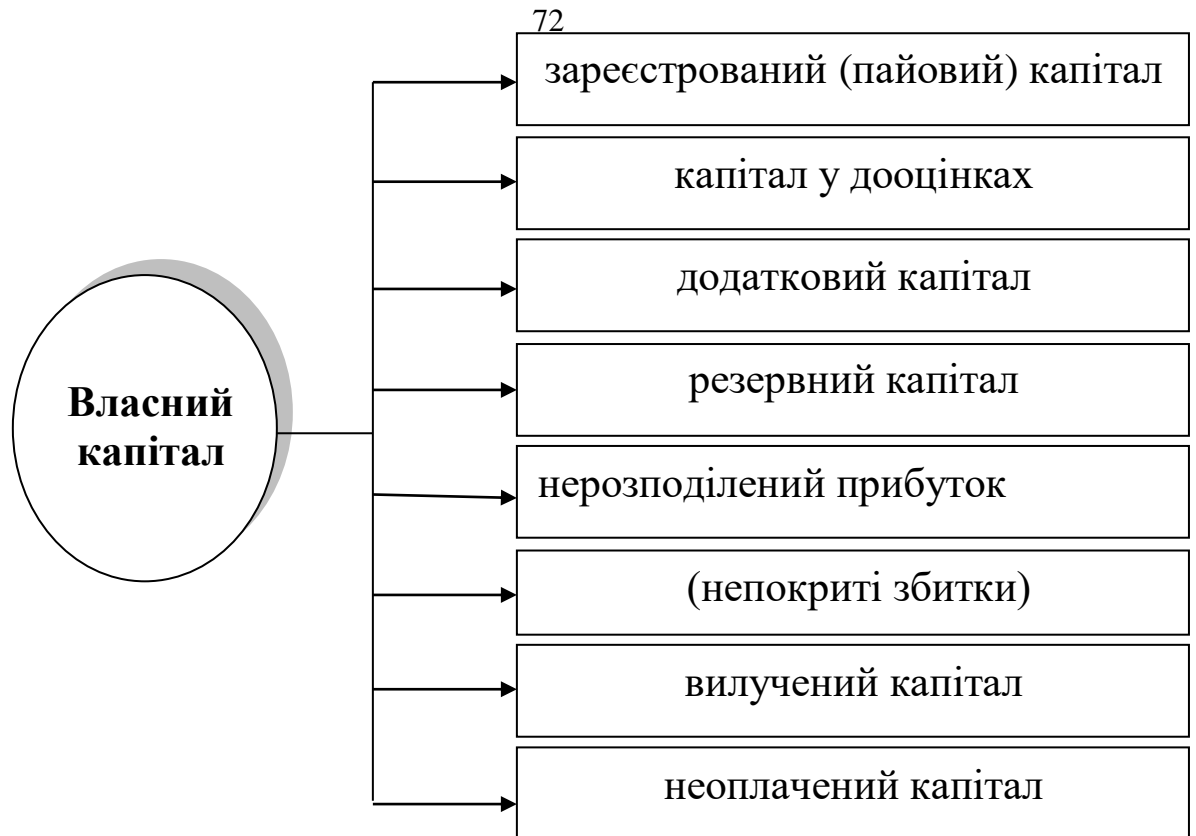 72
зареєстрований (пайовий) капітал
капітал у дооцінках
додатковий капітал
резервний капітал
Власний
капітал
нерозподілений прибуток
(непокриті збитки)
вилучений капітал
неоплачений капітал